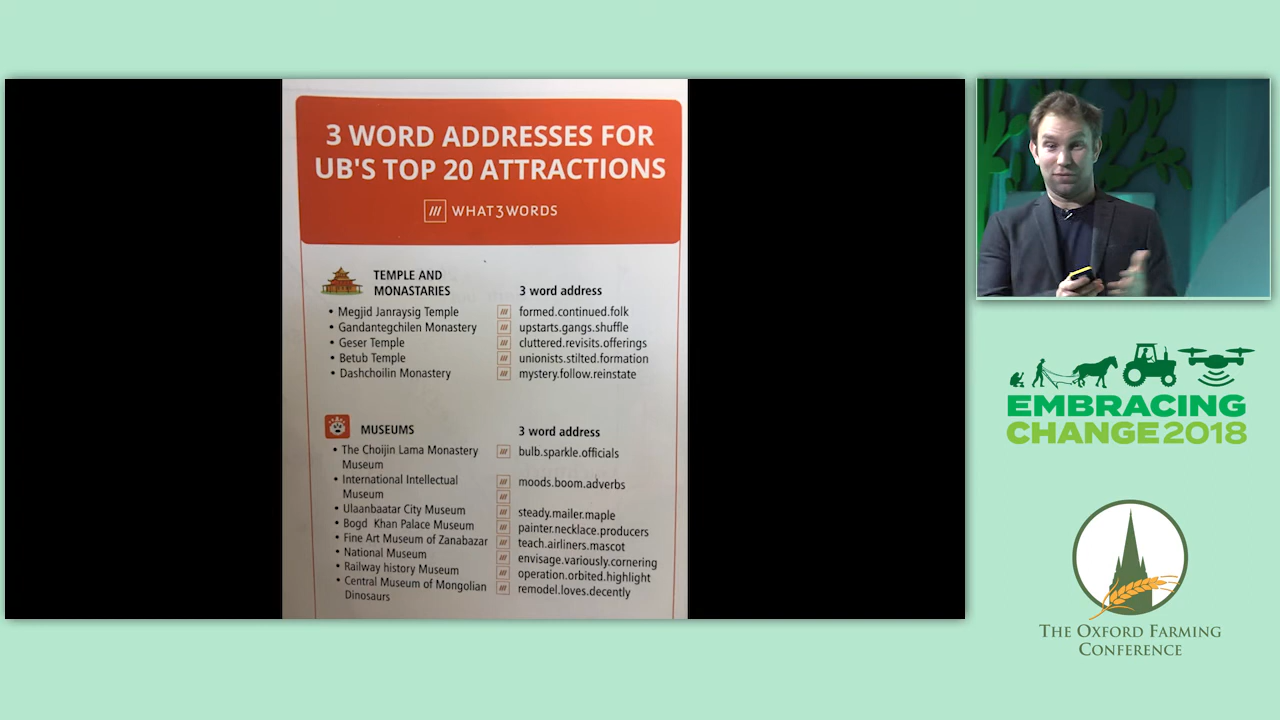 3 WORD ADDRESSES FOR
UB'S TOP 20 ATTRACTIONS
/// WHAT3WORDS
TEMPLE AND
MONASTARIES
3 word address
• Megjid Janraysig Temple /// formed.continued.folk
• Gandantegchilen Monastery /// upstarts.gangs.shuffle
• Geser Temple /// cluttered.revisits.offerings
• Betub Temple /// unionists.stilted.formation
• Dashchoilin Monastery /// mystery.follow.reinstate
MUSEUMS
3 word address
• The Choijin Lama Monastery /// bulb.sparkle.officials
Museum
• International Intellectual /// moods.boom.adverbs
Museum ///
• Ulaanbaatar City Museum /// steady.mailer.maple
• Bogd Khan Palace Museum /// painter.necklace.producers
• Fine Art Museum of Zanabazar /// teach.airliners.mascot
• National Museum /// envisage.variously.cornering
• Railway history Museum /// operation.orbited.highlight
• Central Museum of Mongolian /// remodel.loves.decently
Dinosaurs
EMBRACING
CHANGE2018
THE OXFORD FARMING
CONFERENCE